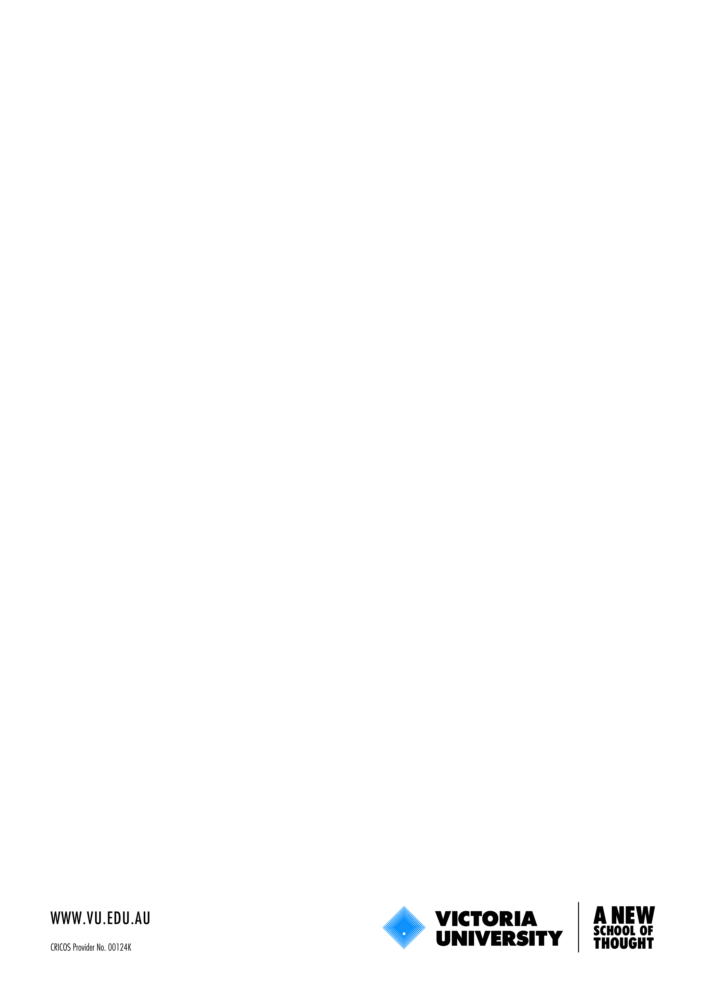 WWW.VU.EDU.AU
CRICOS Provider No. 00124K
VICTORIA
UNIVERSITY
A NEW
SCHOOL OF
THOUGHT